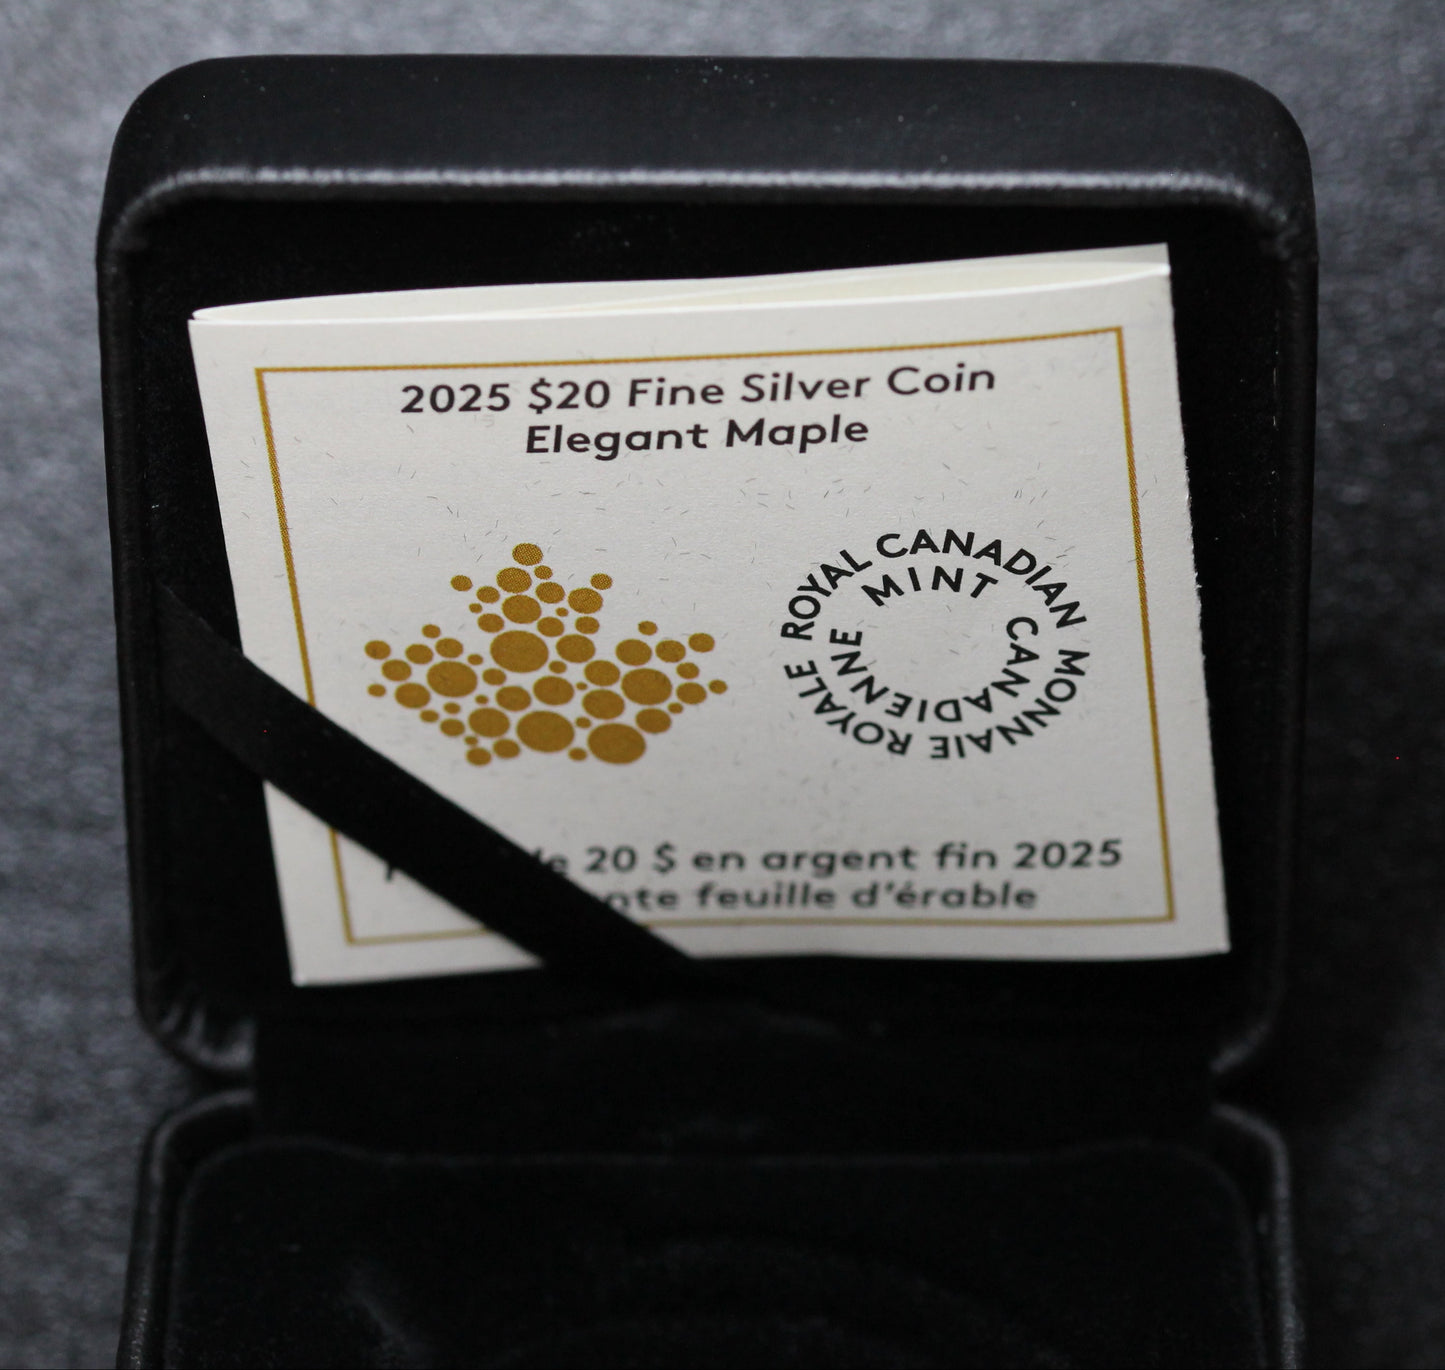 2025 $20 Fine Silver Coin
Elegant Maple
ROYAL CANADIAN MINT
MONNAIE ROYALE CANADIENNE
20 $ en argent fin 2025
feuille d'érable